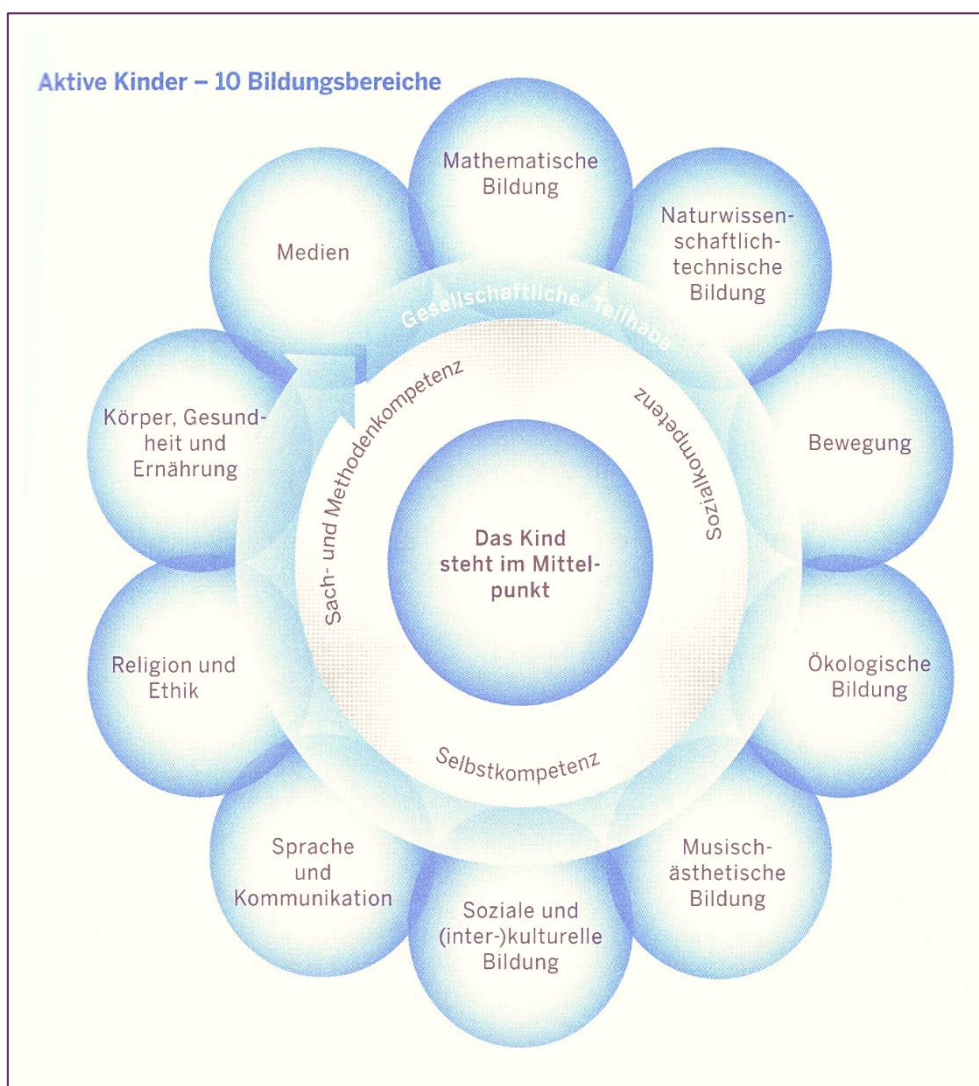 Aktive Kinder – 10 Bildungsbereiche
Mathematische
Bildung
Naturwissen-
schaftlich-
technische
Bildung
Bewegung
Ökologische
Bildung
Musisch-
ästhetische
Bildung
Soziale und
(inter-)kulturelle
Bildung
Sprache
und
Kommunikation
Religion und
Ethik
Körper, Gesund-
heit und
Ernährung
Medien
Gesellschaftliche Teilhabe
Sach- und Methodenkompetenz
Sozialkompetenz
Selbstkompetenz
Das Kind
steht im Mittel-
punkt